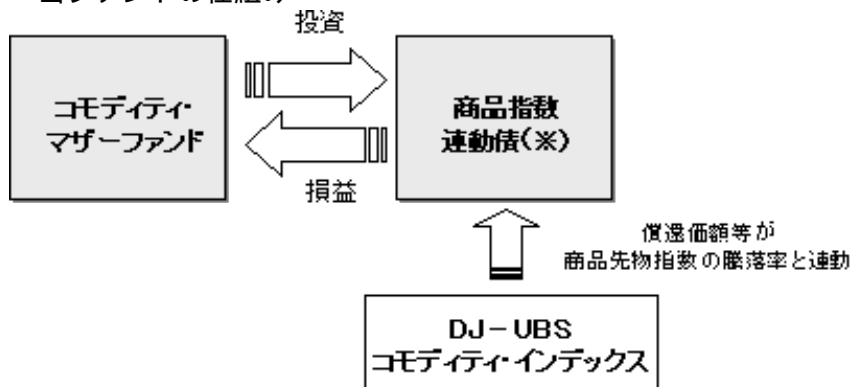 投資
コモディティ・
マザーファンド
商品指数
連動債(※)
損益
償還価額等が
商品先物指数の騰落率と連動
DJ－UBS
コモディティ・インデックス